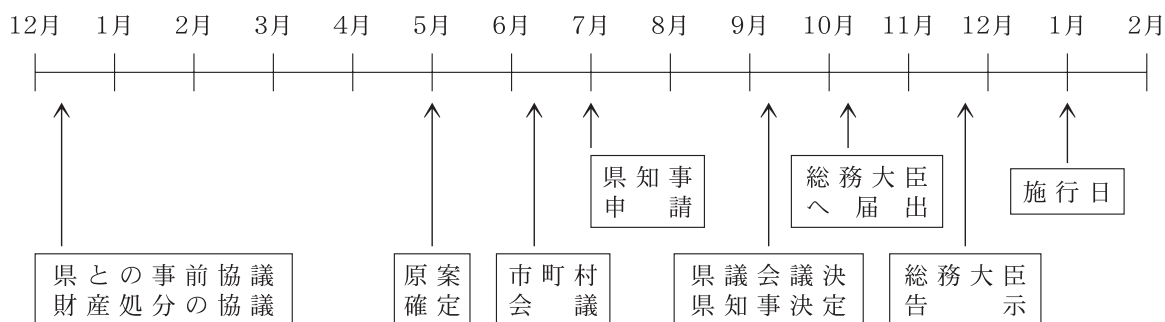 12月 1月 2月 3月 4月 5月 6月 7月 8月 9月 10月 11月 12月 1月 2月
県知事
申請
総務大臣
へ届出
施行日
県との事前協議
財産処分の協議
原案
確定
市町村
会議
県議会議決
県知事決定
総務大臣
告示